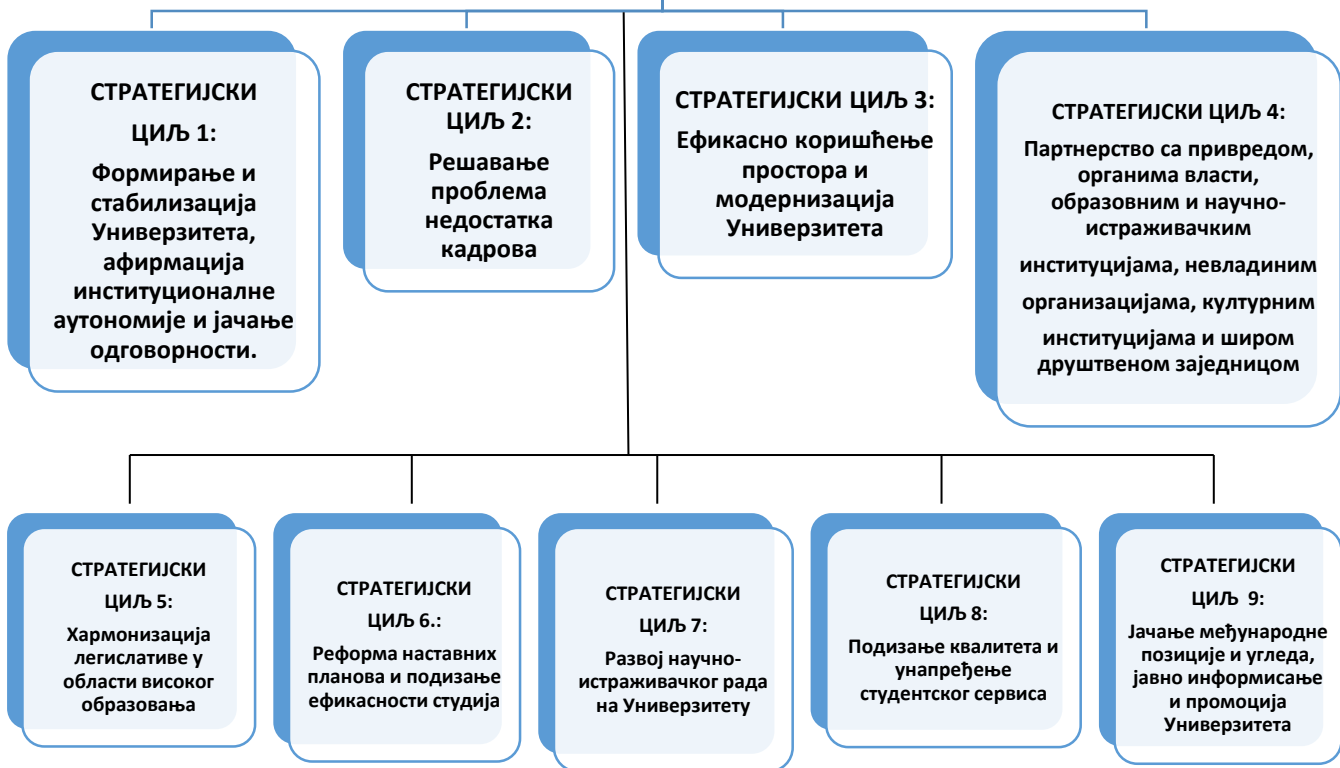 СТРАТЕГИЈСКИ
ЦИЉ 1:
Формирање и
стабилизација
Универзитета,
афирмација
институционалне
аутономије и јачање
одговорности.
СТРАТЕГИЈСКИ
ЦИЉ 2:
Решавање
проблема
недостатка
кадрова
СТРАТЕГИЈСКИ ЦИЉ 3:
Ефикасно коришћење
простора и
модернизација
Универзитета
СТРАТЕГИЈСКИ ЦИЉ 4:
Партнерство са привредом,
органима власти,
образовним и научно-
истраживачким
институцијама, невладиним
организацијама, културним
институцијама и широм
друштвеном заједницом
СТРАТЕГИЈСКИ
ЦИЉ 5:
Хармонизација
легислативе у
области високог
образовања
СТРАТЕГИЈСКИ
ЦИЉ 6.:
Реформа наставних
планова и подизање
ефикасности студија
СТРАТЕГИЈСКИ
ЦИЉ 7:
Развој научно-
истраживачког рада
на Универзитету
СТРАТЕГИЈСКИ
ЦИЉ 8:
Подизање квалитета и
унапређење
студентског сервиса
СТРАТЕГИЈСКИ
ЦИЉ 9:
Јачање међународне
позиције и угледа,
јавно информисање
и промоција
Универзитета